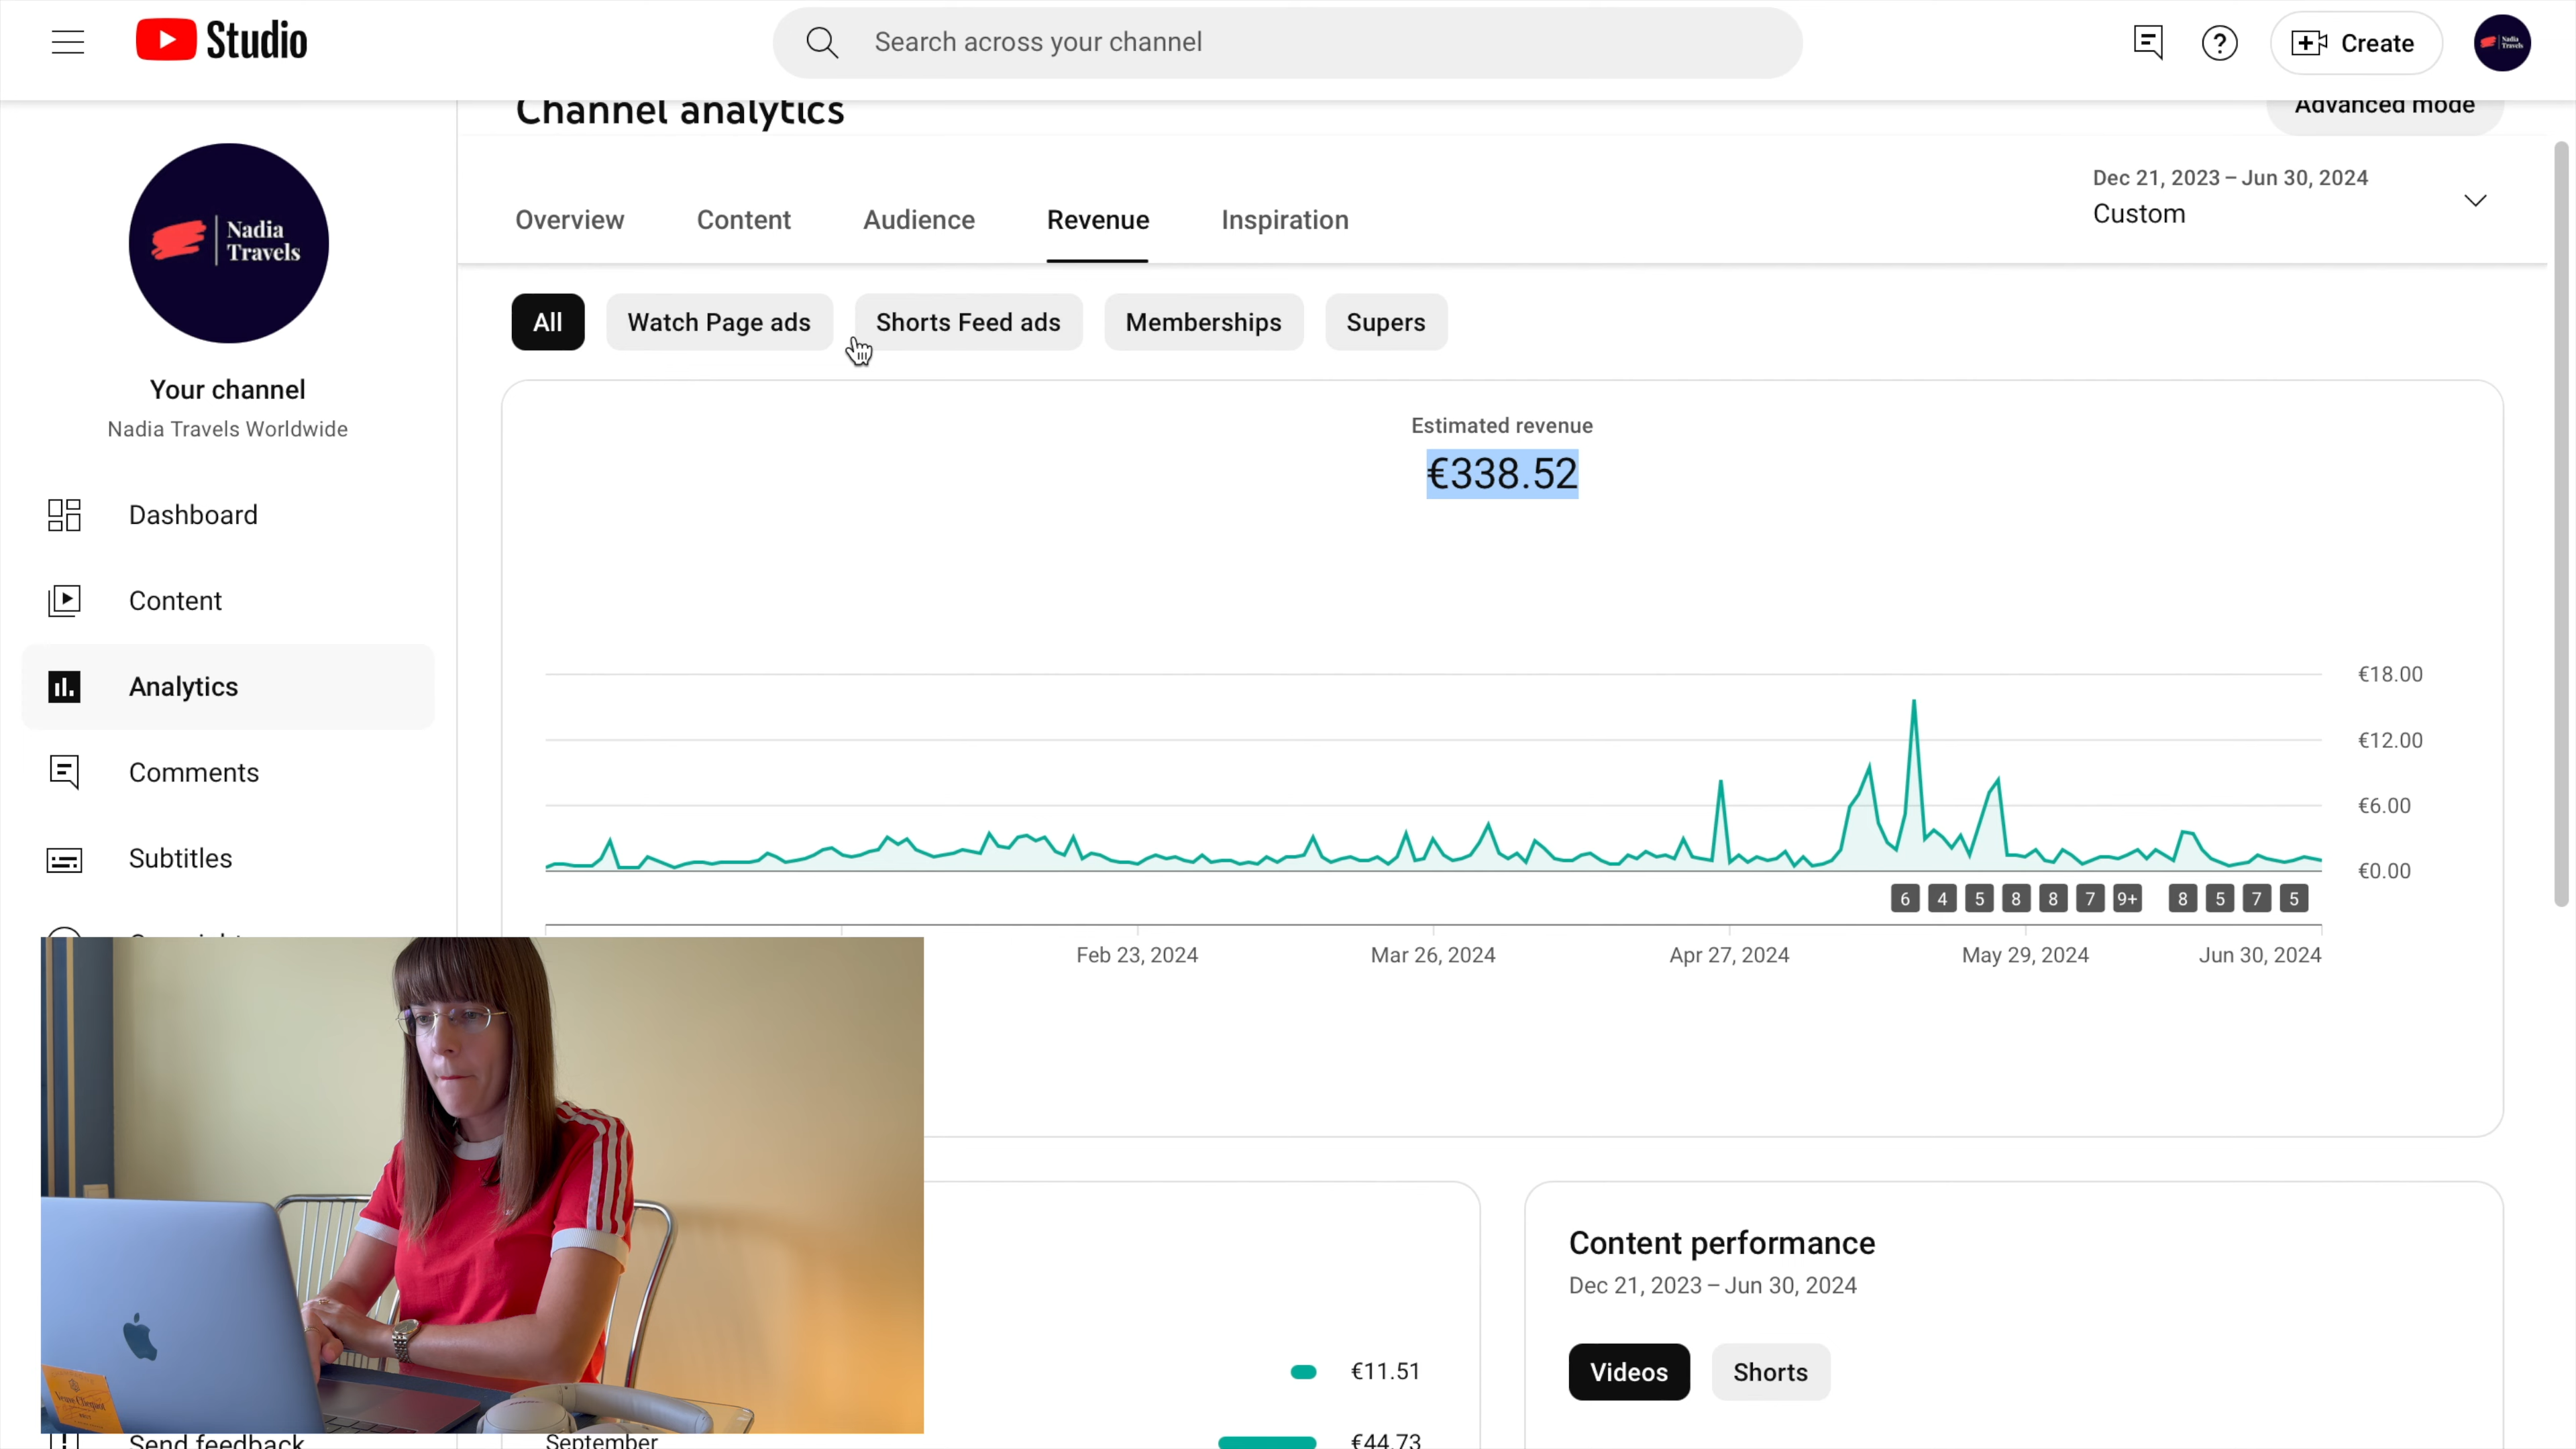 Studio
Search across your channel
Create
Nadia
Travels
Channel analytics
Advanced mode
Dec 21, 2023 – Jun 30, 2024
Custom
Overview
Content
Audience
Revenue
Inspiration
All
Watch Page ads
Shorts Feed ads
Memberships
Supers
Nadia
Travels
Your channel
Nadia Travels Worldwide
Dashboard
Content
Analytics
Comments
Subtitles
Estimated revenue
€338.52
€18.00
€12.00
€6.00
€0.00
6 4 5 8 8 7 9+ 8 5 7 5
Feb 23, 2024
Mar 26, 2024
Apr 27, 2024
May 29, 2024
Jun 30, 2024
Content performance
Dec 21, 2023 – Jun 30, 2024
Videos
Shorts
€11.51
Send feedback
September
€44.73